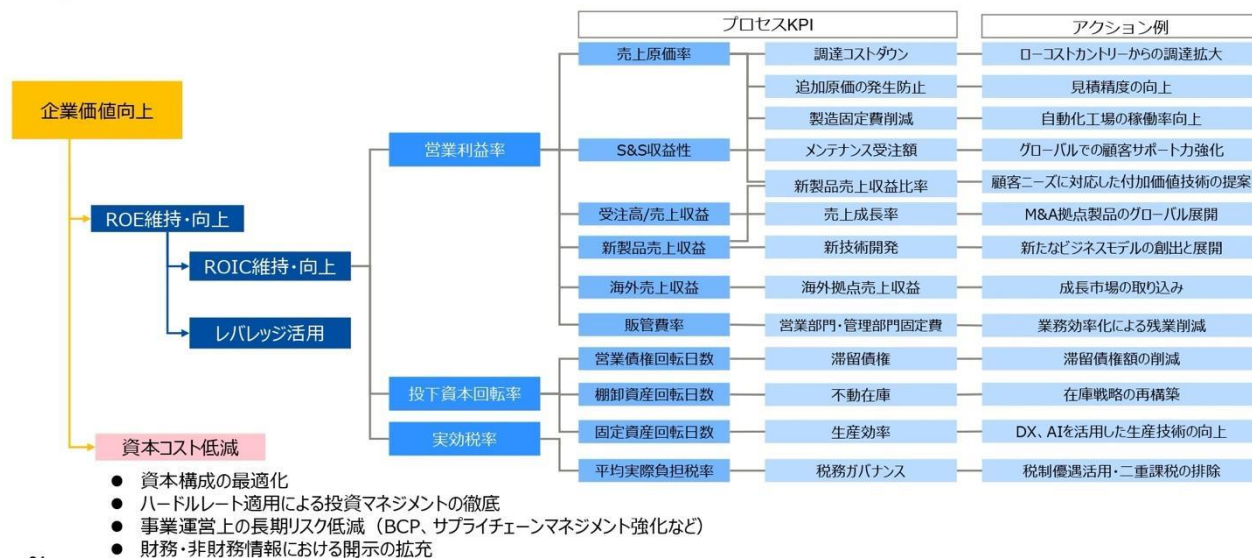 プロセスKPI
アクション例
企業価値向上
ROE維持・向上
ROIC維持・向上
レバレッジ活用
営業利益率
投下資本回転率
実効税率
売上原価率
調達コストダウン
ローコストカントリーからの調達拡大
追加原価の発生防止
見積精度の向上
製造固定費削減
自動化工場の稼働率向上
S&S収益性
メンテナンス受注額
グローバルでの顧客サポート力強化
新製品売上収益比率
顧客ニーズに対応した付加価値技術の提案
受注高/売上収益
売上成長率
M&A拠点製品のグローバル展開
新製品売上収益
新技術開発
新たなビジネスモデルの創出と展開
海外売上収益
海外拠点売上収益
成長市場の取り込み
販管費率
営業部門・管理部門固定費
業務効率化による残業削減
営業債権回転日数
滞留債権
滞留債権額の削減
棚卸資産回転日数
不動在庫
在庫戦略の再構築
固定資産回転日数
生産効率
DX、AIを活用した生産技術の向上
平均実際負担税率
税務ガバナンス
税制優遇活用・二重課税の排除
資本コスト低減
● 資本構成の最適化
● ハードルレート適用による投資マネジメントの徹底
● 事業運営上の長期リスク低減（BCP、サプライチェーンマネジメント強化など）
● 財務・非財務情報における開示の拡充